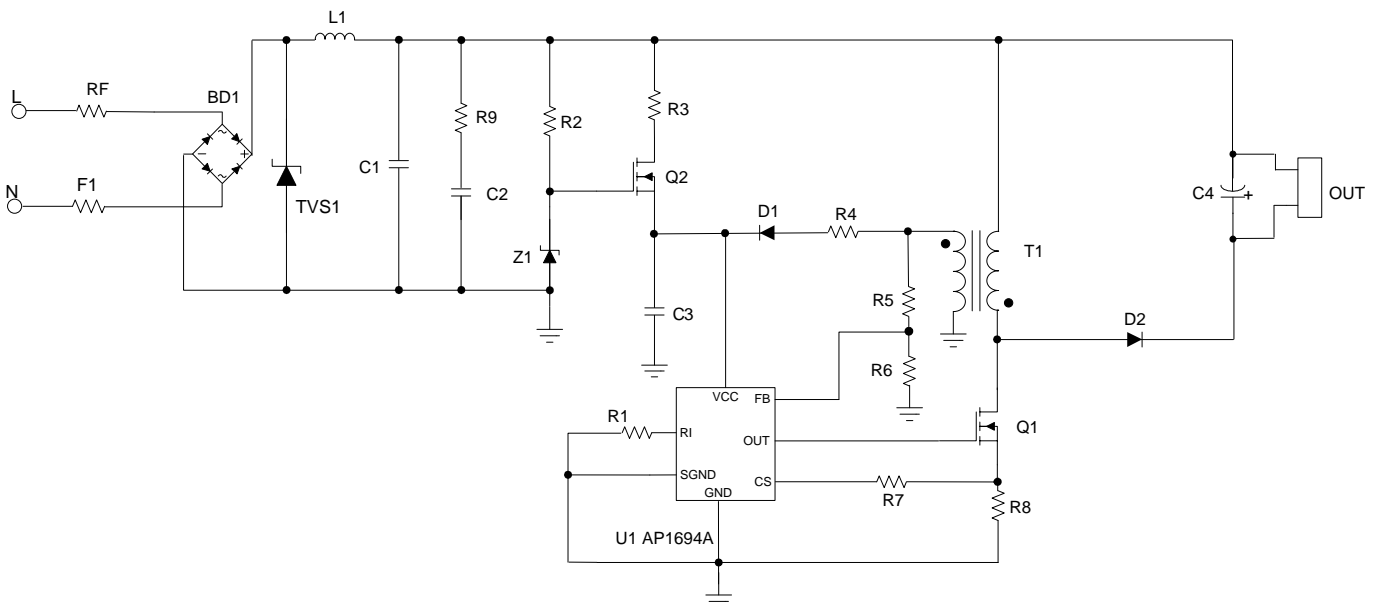 L1
L
RF
BD1
R9
R2
R3
C1
Q2
C2
N
F1
TVS1
C4
+
OUT
D1
R4
T1
Z1
R5
C3
D2
R6
VCC
FB
R1
RI
OUT
Q1
SGND
CS
GND
R7
R8
U1 AP1694A